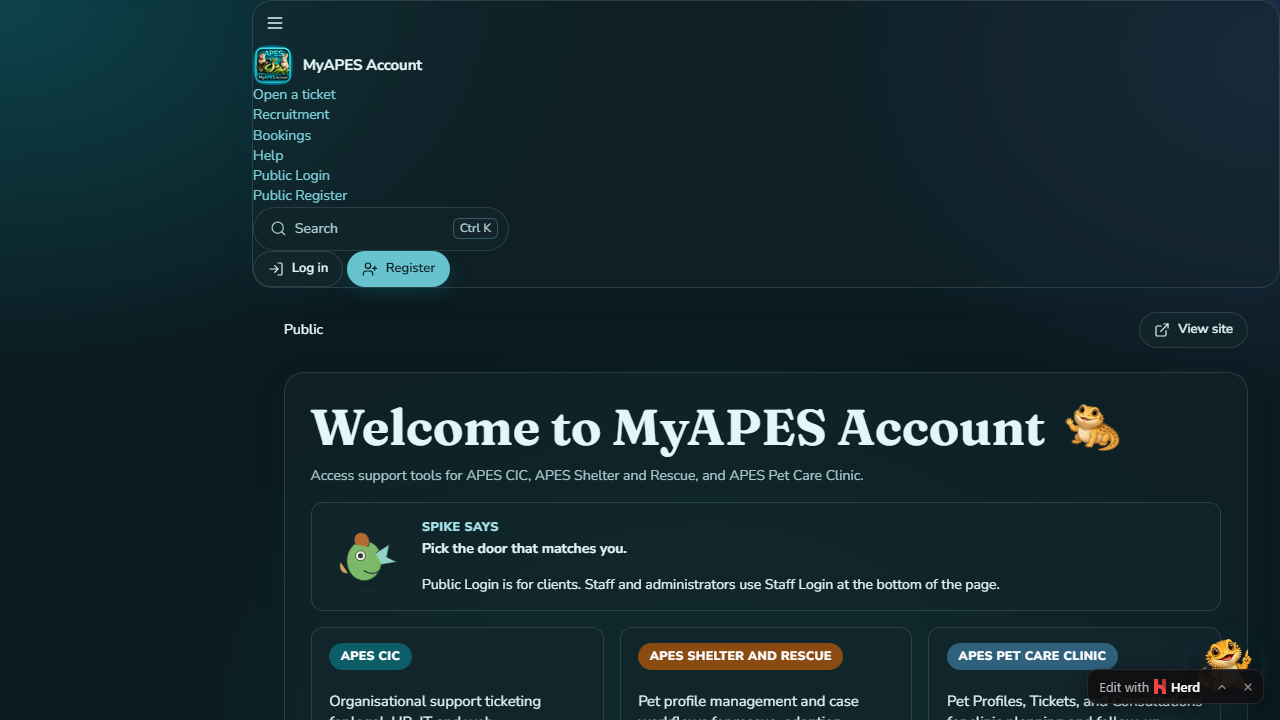 APES
MyAPES Account
MyAPES Account
Open a ticket
Recruitment
Bookings
Help
Public Login
Public Register
Search
Ctrl K
Log in
Register
Public
View site
Welcome to MyAPES Account
Access support tools for APES CIC, APES Shelter and Rescue, and APES Pet Care Clinic.
SPIKE SAYS
Pick the door that matches you.
Public Login is for clients. Staff and administrators use Staff Login at the bottom of the page.
APES CIC
Organisational support ticketing
APES SHELTER AND RESCUE
Pet profile management and case
APES PET CARE CLINIC
Pet Profiles, Tickets, and Consultations
Edit with Herd